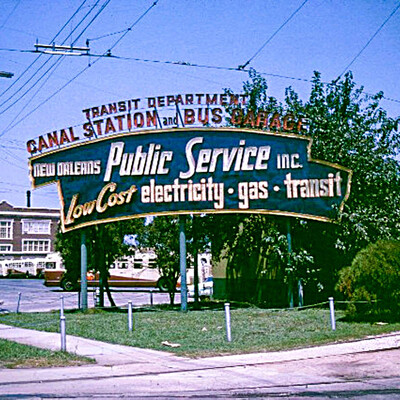 TRANSIT DEPARTMENT
CANAL STATION and BUS GARAGE
NEW ORLEANS Public Service INC.
Low Cost electricity · gas · transit